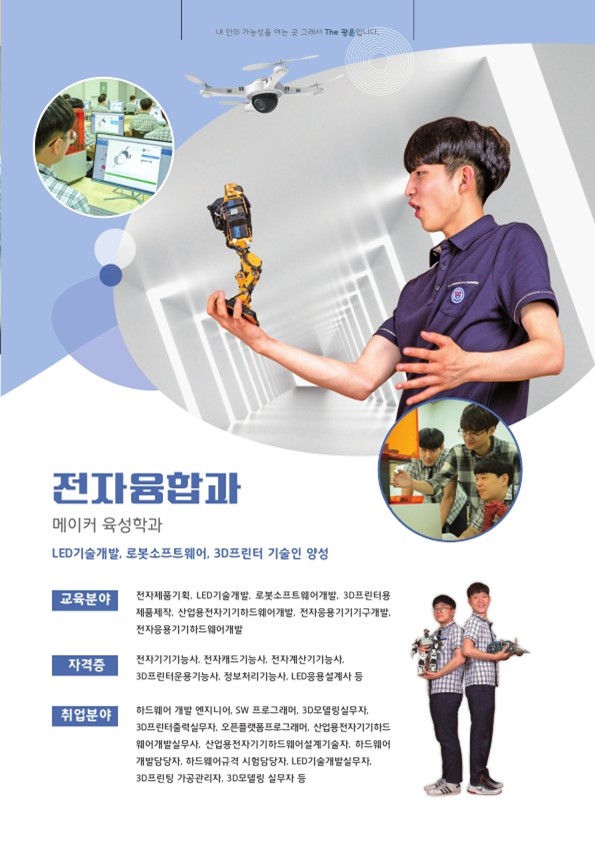 내 안의 가능성을 여는 곳 그래서 The 광운입니다.
전자융합과
메이커 육성학과
LED기술개발, 로봇소프트웨어, 3D프린터 기술인 양성
교육분야
전자제품기획, LED기술개발, 로봇소프트웨어개발, 3D프린터용
제품제작, 산업용전자기기하드웨어개발, 전자응용기기기구개발,
전자응용기기하드웨어개발
자격증
전자기기기능사, 전자캐드기능사, 전자계산기기능사,
3D프린터운용기능사, 정보처리기능사, LED응용설계사 등
취업분야
하드웨어 개발 엔지니어, SW 프로그래머, 3D모델링실무자,
3D프린터출력실무자, 오픈플랫폼프로그래머, 산업용전자기기하드
웨어개발실무사, 산업용전자기기하드웨어설계기술자, 하드웨어
개발담당자, 하드웨어규격 시험담당자, LED기술개발실무자,
3D프린팅 가공관리자, 3D모델링 실무자 등